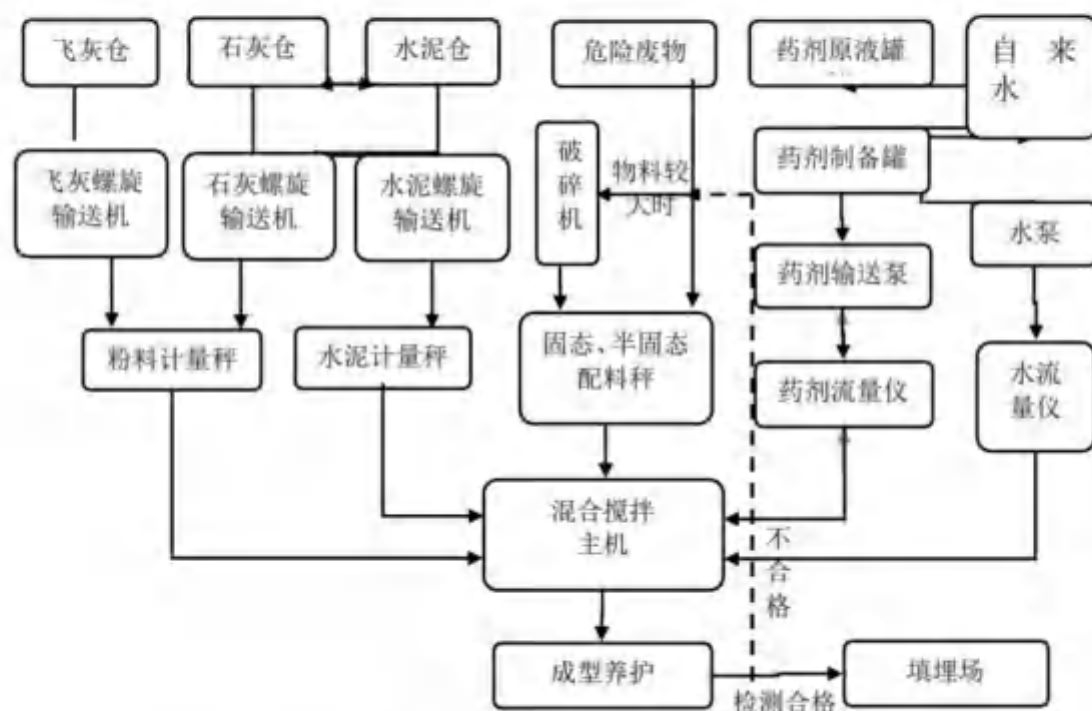 飞灰仓
石灰仓
水泥仓
危险废物
药剂原液罐
自来
水
破
碎
机
物料较
大时
药剂制备罐
飞灰螺旋
输送机
石灰螺旋
输送机
水泥螺旋
输送机
水泵
药剂输送泵
粉料计量秤
水泥计量秤
固态、半固态
配料秤
药剂流量仪
水流
量仪
混合搅拌
主机
不
合
格
成型养护
检测合格
填埋场